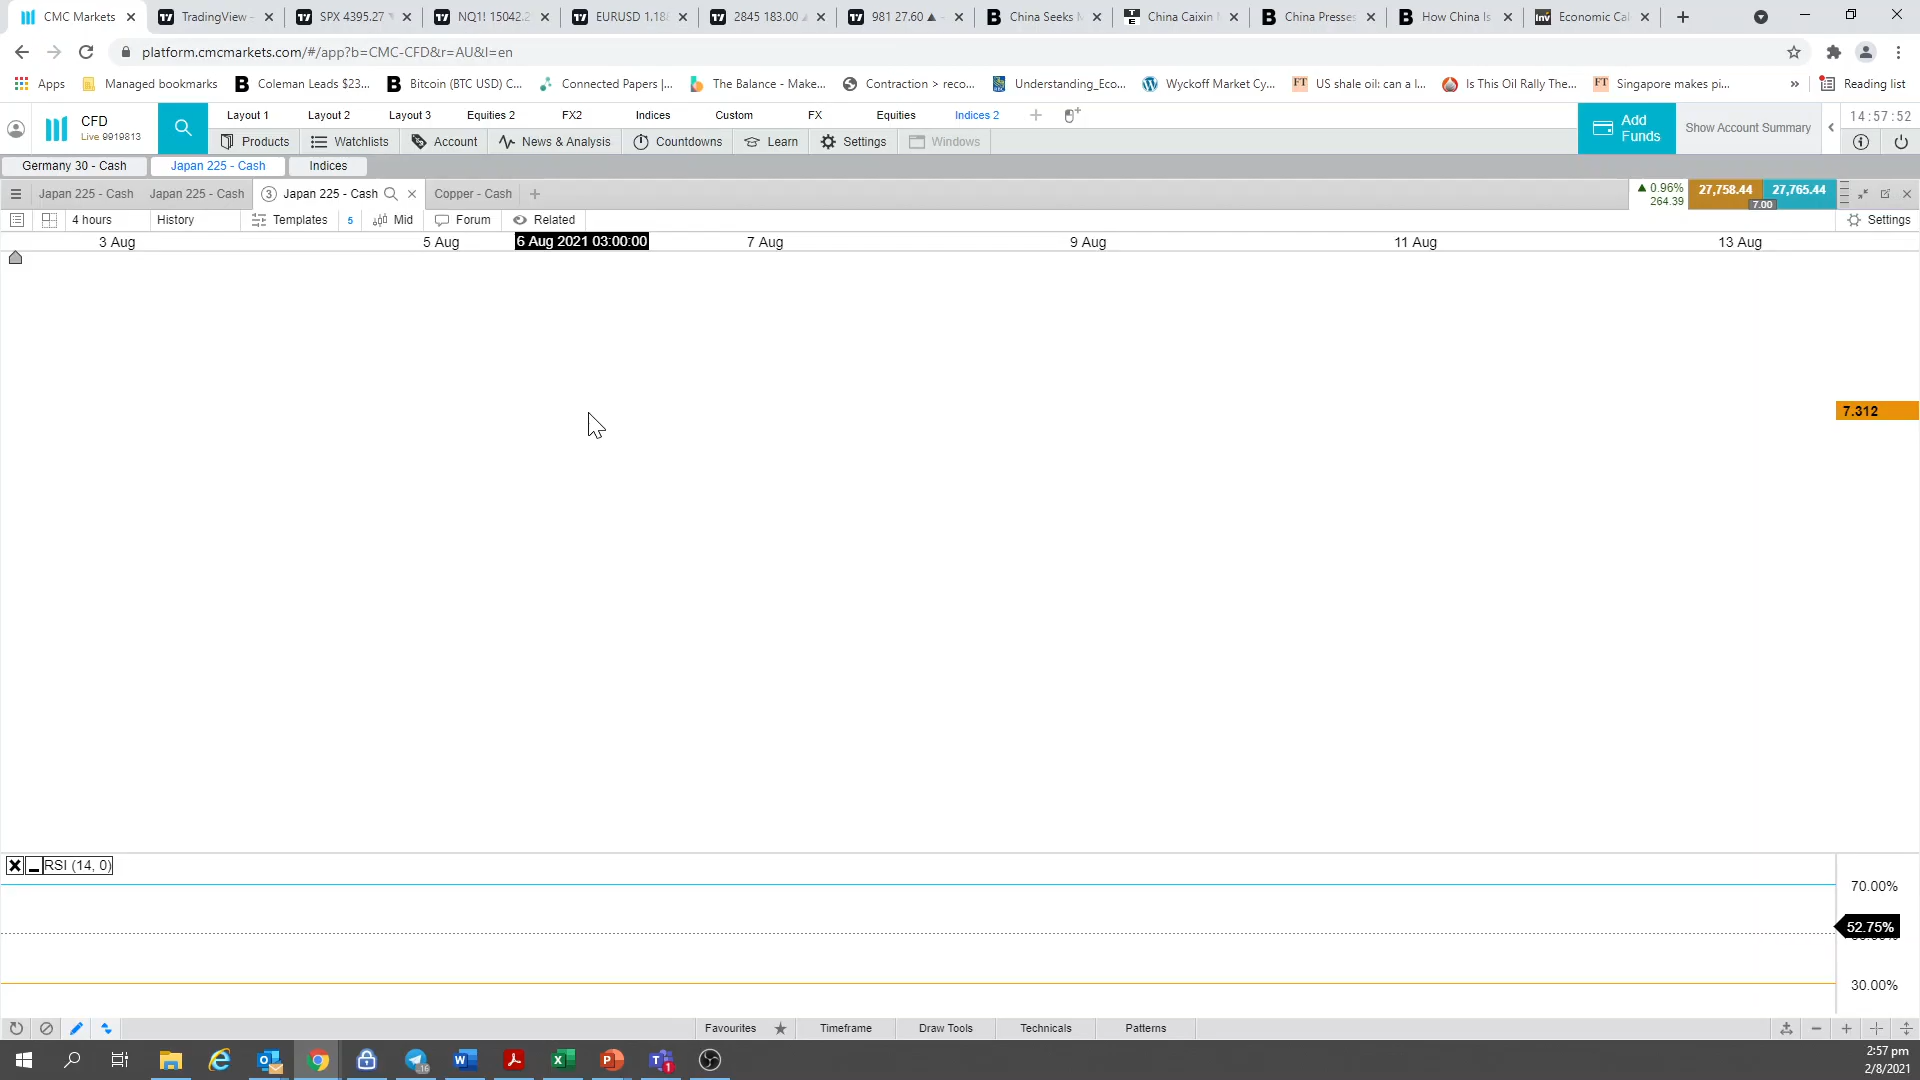 CMC Markets
TradingView -
SPX 4395.27
NQ1! 15042.2
EURUSD 1.18
2845 183.00
981 27.60 ▲
China Seeks
China Caixin
China Presses
How China Is
Economic Cal
platform.cmcmarkets.com/#/app?b=CMC-CFD&r=AU&l=en
Apps
Managed bookmarks
Coleman Leads $23...
Bitcoin (BTC USD) C...
Connected Papers |...
The Balance - Make...
Contraction > reco...
Understanding_Eco...
Wyckoff Market Cy...
US shale oil: can a l...
Is This Oil Rally The...
Singapore makes pi...
»
Reading list
CFD
Live 9919813
Layout 1
Layout 2
Layout 3
Equities 2
FX2
Indices
Custom
FX
Equities
Indices 2
Add
Funds
Show Account Summary
14:57:52
Products
Watchlists
Account
News & Analysis
Countdowns
Learn
Settings
Windows
Germany 30 - Cash
Japan 225 - Cash
Indices
Japan 225 - Cash
Japan 225 - Cash
3
Japan 225 - Cash
Copper - Cash
▲ 0.96%
264.39
27,758.44
27,765.44
7.00
4 hours
History
Templates
5
Mid
Forum
Related
Settings
3 Aug
5 Aug
6 Aug 2021 03:00:00
7 Aug
9 Aug
11 Aug
13 Aug
7.312
RSI (14, 0)
70.00%
52.75%
30.00%
Favourites
Timeframe
Draw Tools
Technicals
Patterns
16
1
2:57 pm
2/8/2021